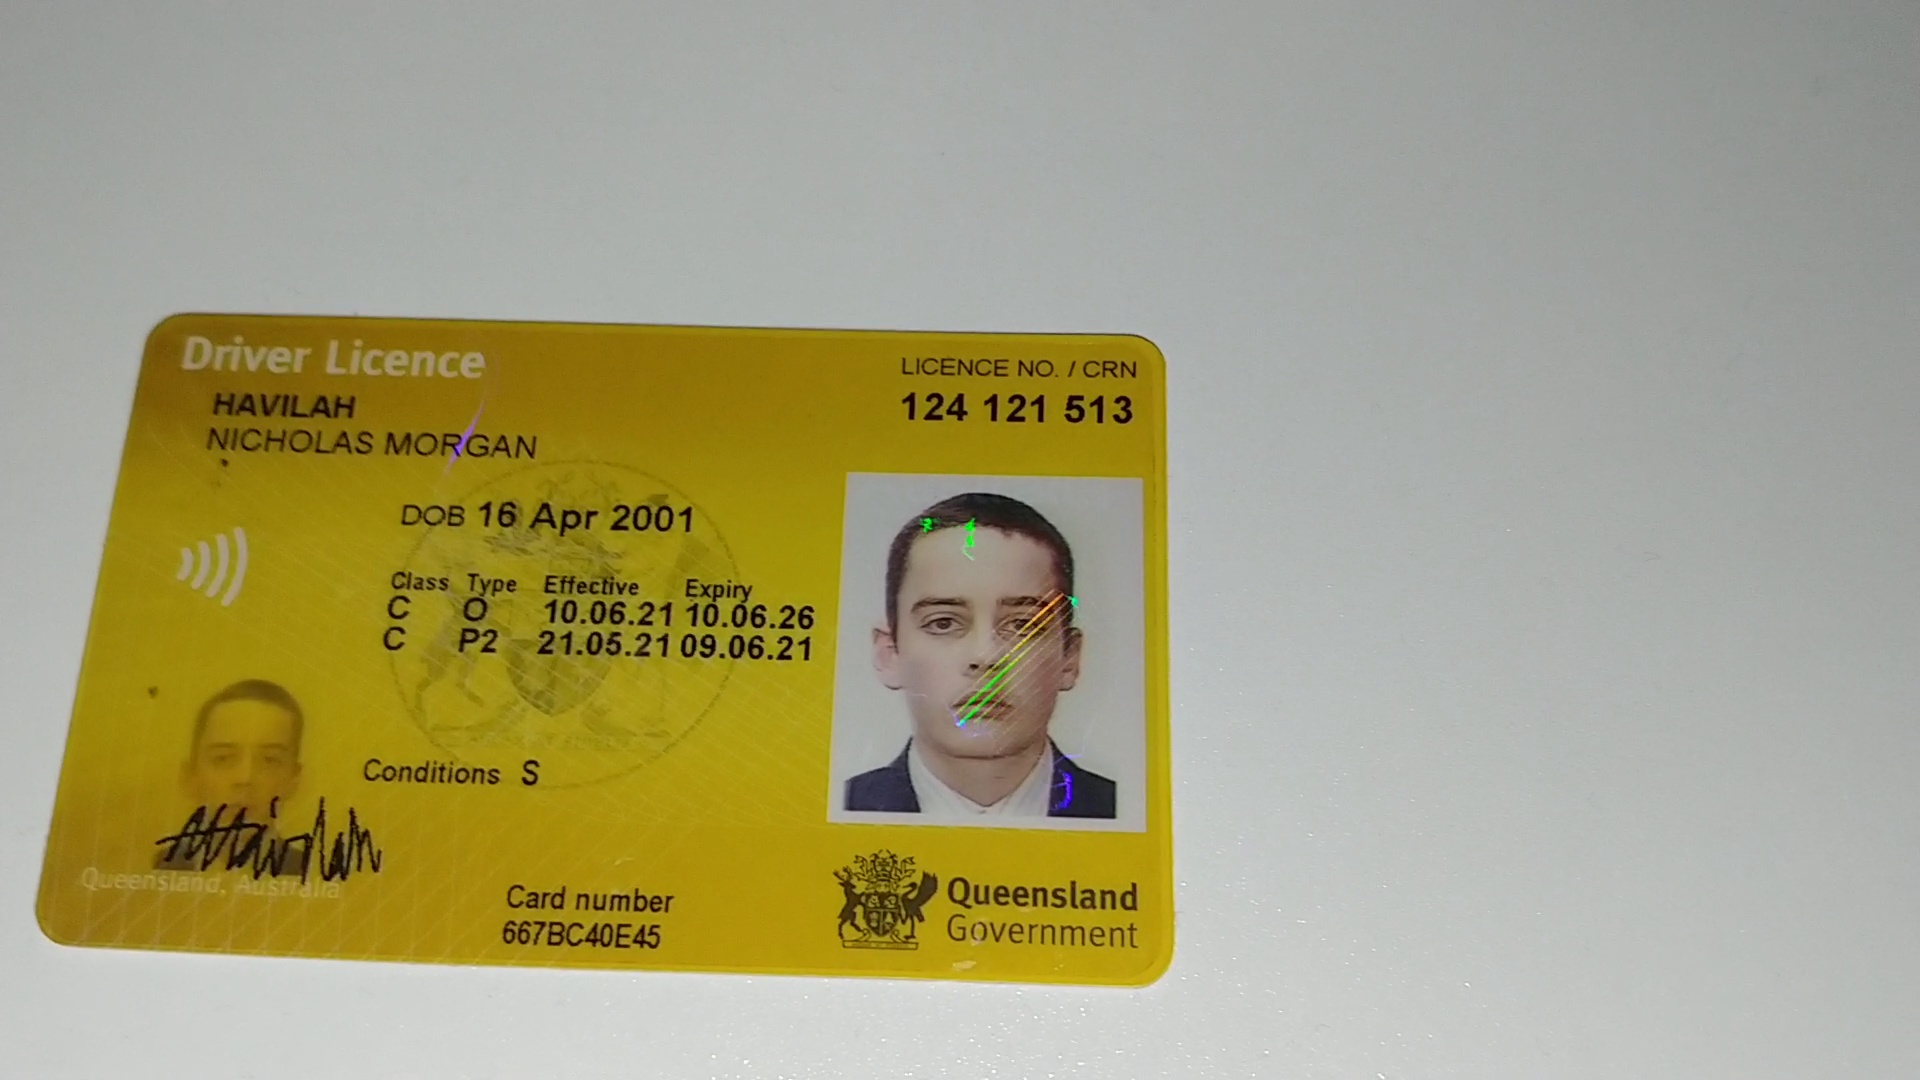 Driver Licence
LICENCE NO. / CRN
HAVILAH
124 121 513
NICHOLAS MORGAN
DOB 16 Apr 2001
Class Type Effective Expiry
C O 10.06.21 10.06.26
C P2 21.05.21 09.06.21
Conditions S
Queensland, Australia
Card number
667BC40E45
Queensland
Government